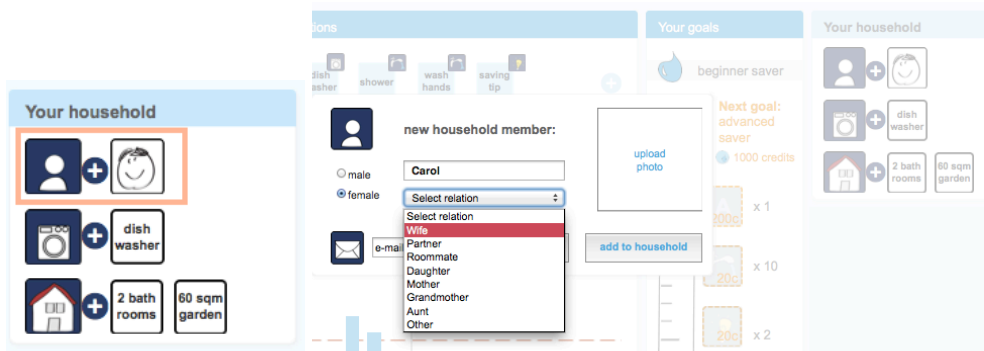 Your household
dish
washer
2 bath
rooms
60 sqm
garden
tions
dish
asher
shower
wash
hands
saving
tip
new household member:
male
Carol
female
Select relation
Select relation
Wife
Partner
Roommate
Daughter
Mother
Grandmother
Aunt
Other
e-mail
upload
photo
add to household
Your goals
beginner saver
Next goal:
advanced
saver
1000 credits
200c
x 1
20c
x 10
20c
x 2
Your household
dish
washer
2 bath
rooms
60 sqm
garden